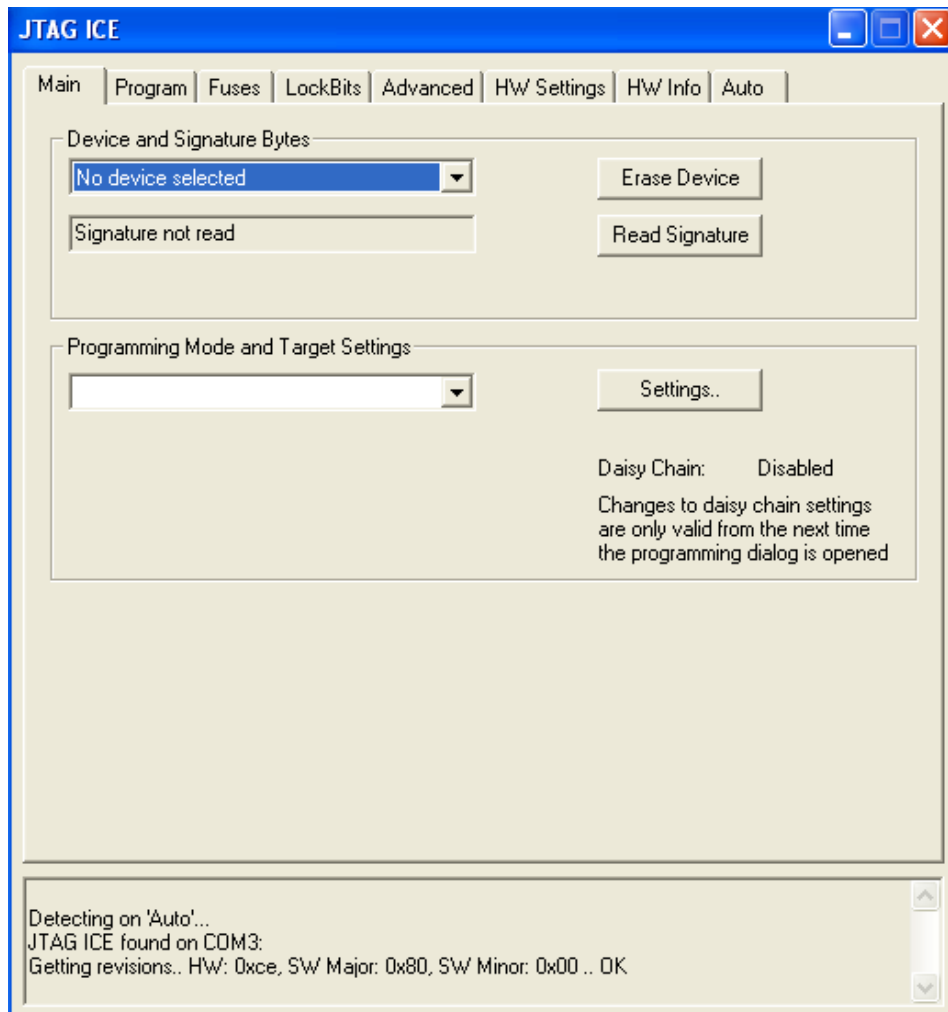 JTAG ICE
Main Program Fuses LockBits Advanced HW Settings HW Info Auto
Device and Signature Bytes
No device selected
Erase Device
Signature not read
Read Signature
Programming Mode and Target Settings
Settings..
Daisy Chain: Disabled
Changes to daisy chain settings
are only valid from the next time
the programming dialog is opened
Detecting on 'Auto'...
JTAG ICE found on COM3:
Getting revisions.. HW: 0xce, SW Major: 0x80, SW Minor: 0x00 .. OK